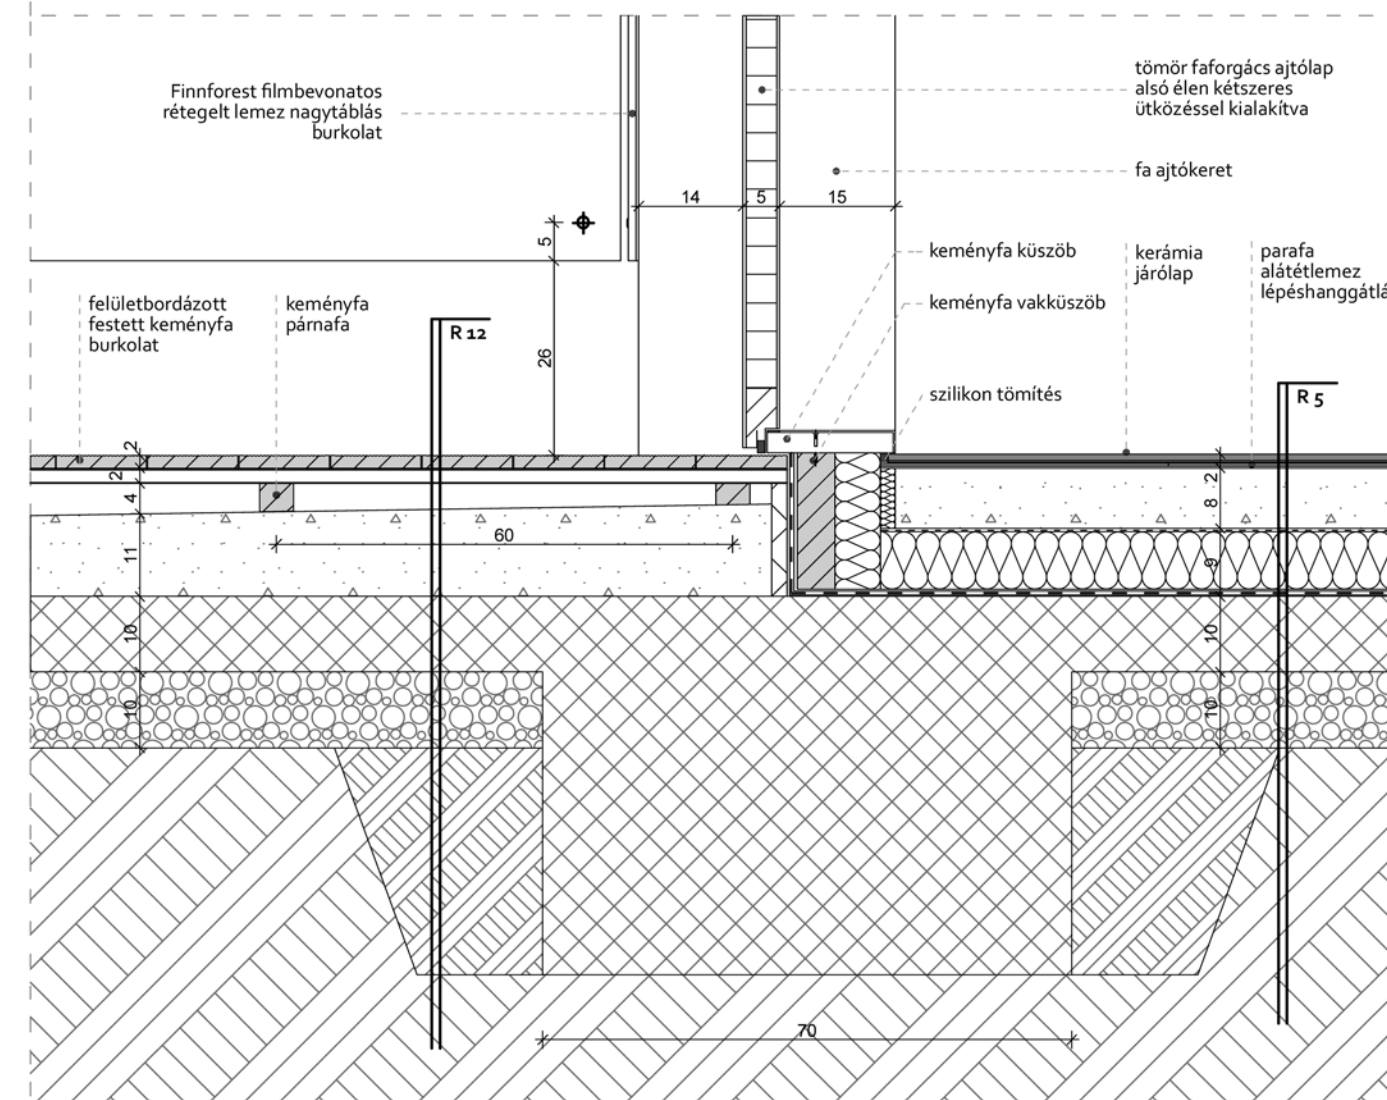 Finnforest filmbevonatos
rétegelt lemez nagytáblás
burkolat
tömör faforgács ajtólap
alsó élen kétszeres
ütközéssel kialakítva
fa ajtókeret
14
5
15
5
26
keményfa küszöb
keményfa vakküszöb
szilikon tömítés
kerámia
járólap
parafa
alátétlemez
lépéshanggátlá
felületbordázott
festett keményfa
burkolat
keményfa
párnafa
R 12
R 5
2
2
4
11
10
10
60
2
8
9
10
10
70